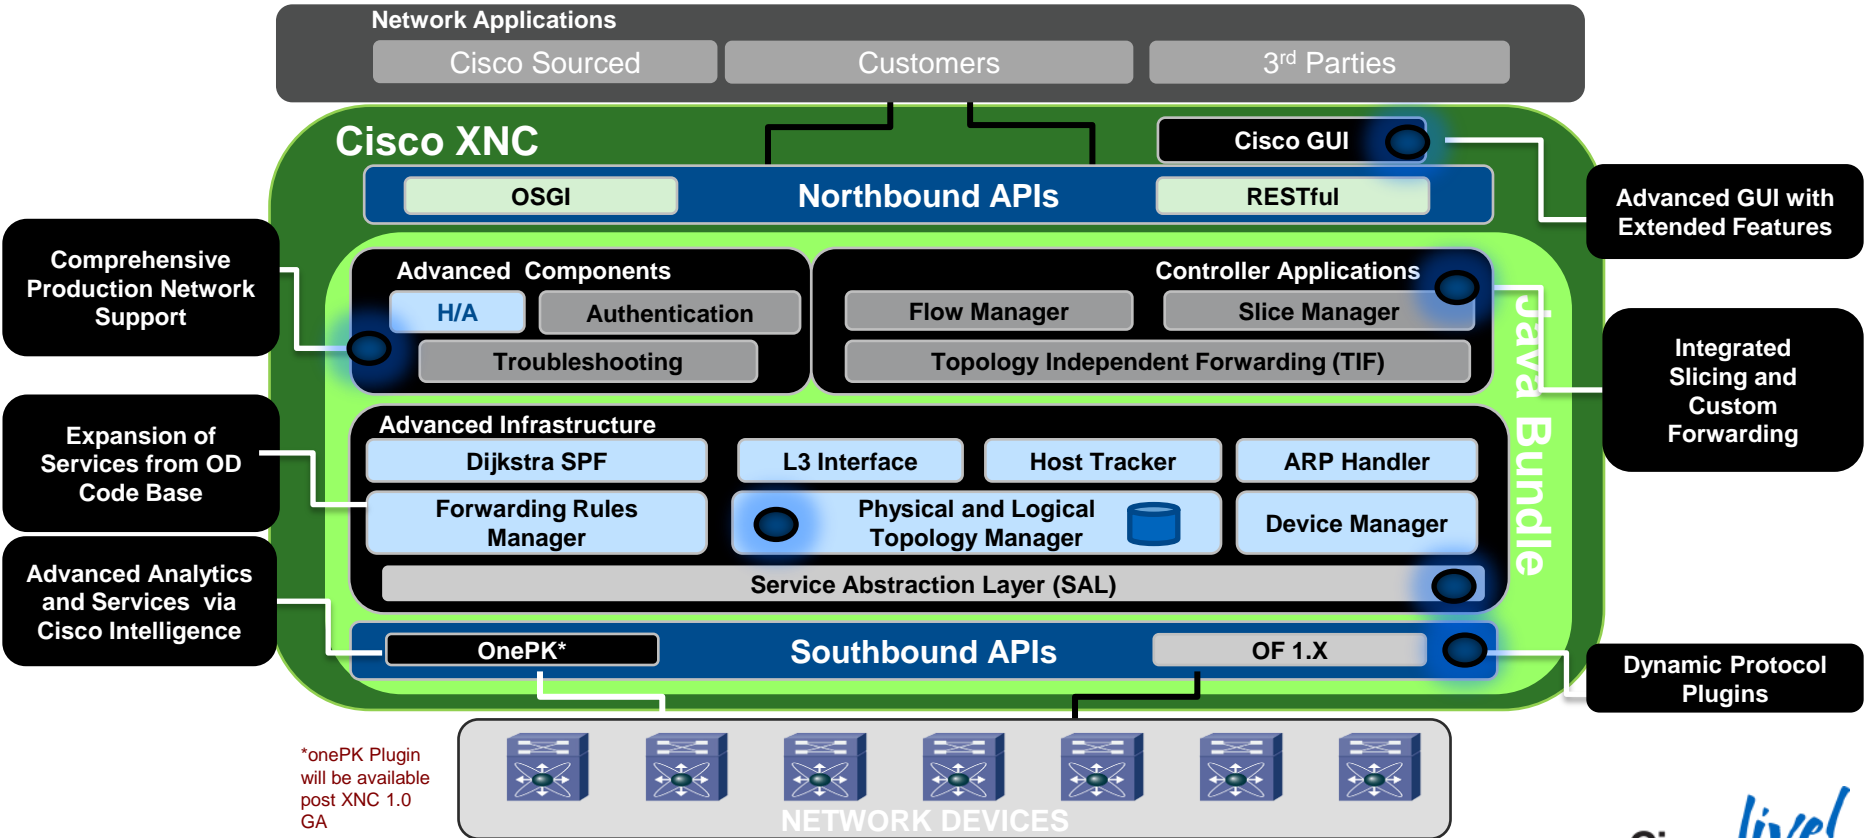 Network Applications
Cisco Sourced
Customers
3rd Parties
Cisco XNC
Cisco GUI
OSGI
Northbound APIs
RESTful
Advanced GUI with
Extended Features
Comprehensive
Production Network
Support
Advanced Components
H/A
Authentication
Troubleshooting
Controller Applications
Flow Manager
Slice Manager
Topology Independent Forwarding (TIF)
Java Bundle
Integrated
Slicing and
Custom
Forwarding
Expansion of
Services from OD
Code Base
Advanced Infrastructure
Dijkstra SPF
L3 Interface
Host Tracker
ARP Handler
Forwarding Rules
Manager
Physical and Logical
Topology Manager
Device Manager
Service Abstraction Layer (SAL)
Advanced Analytics
and Services via
Cisco Intelligence
OnePK*
Southbound APIs
OF 1.X
Dynamic Protocol
Plugins
*onePK Plugin
will be available
post XNC 1.0
GA
NETWORK DEVICES
live!